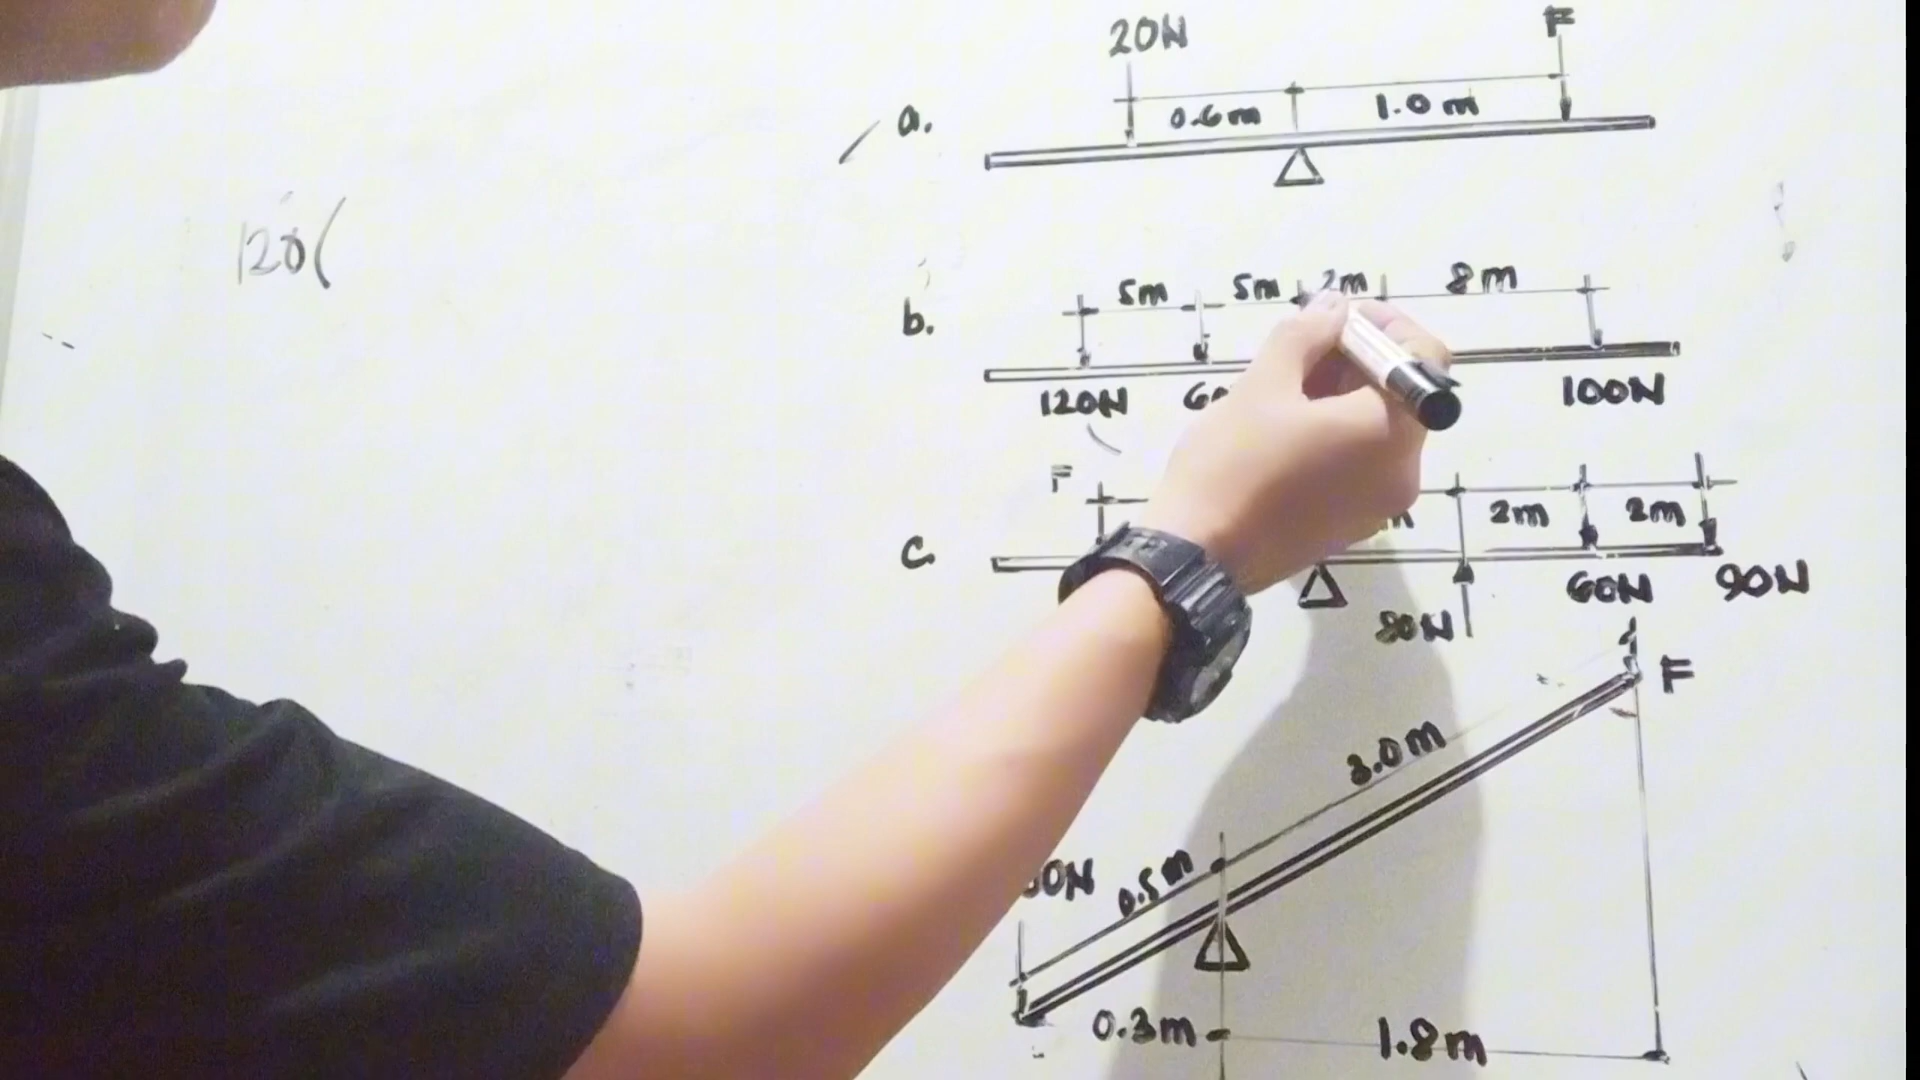 20N F
a. 0.6m 1.0m
120(
5m 5m 2m 8m
b.
120N 100N
F
2m 2m
c.
60N 90N
80N
F
3.0m
0.5m
0.3m 1.8m